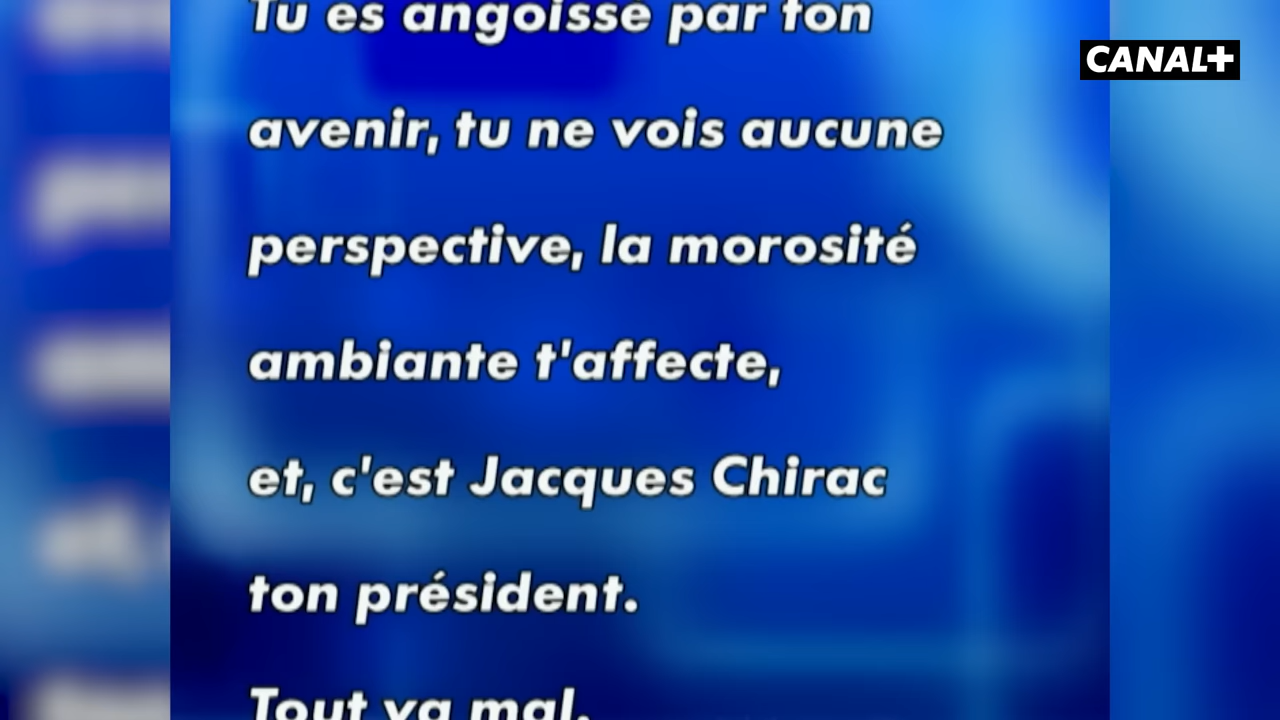 Tu es angoissé par ton
CANAL+
avenir, tu ne vois aucune
perspective, la morosité
ambiante t'affecte,
et, c'est Jacques Chirac
ton président.
Tout va mal.